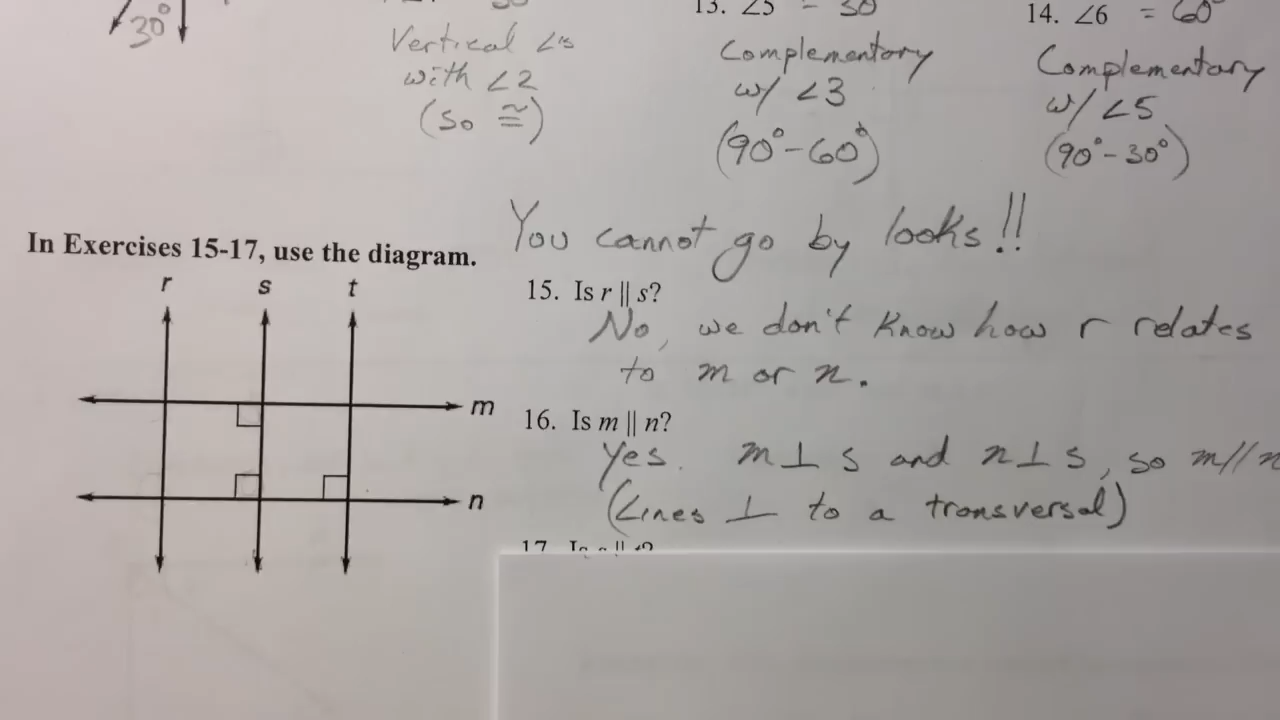 30°
Vertical ∠'s
with ∠2
(so ≅)
13. ∠5 = 30
Complementary
w/ ∠3
(90°-60°)
14. ∠6 = 60°
Complementary
w/ ∠5
(90°-30°)
You cannot go by looks!!
In Exercises 15-17, use the diagram.
r s t
m
n
15. Is r || s?
No, we don't know how r relates
to m or n.
16. Is m || n?
Yes. m⊥s and n⊥s, so m//n
(Lines ⊥ to a transversal)
17. Is